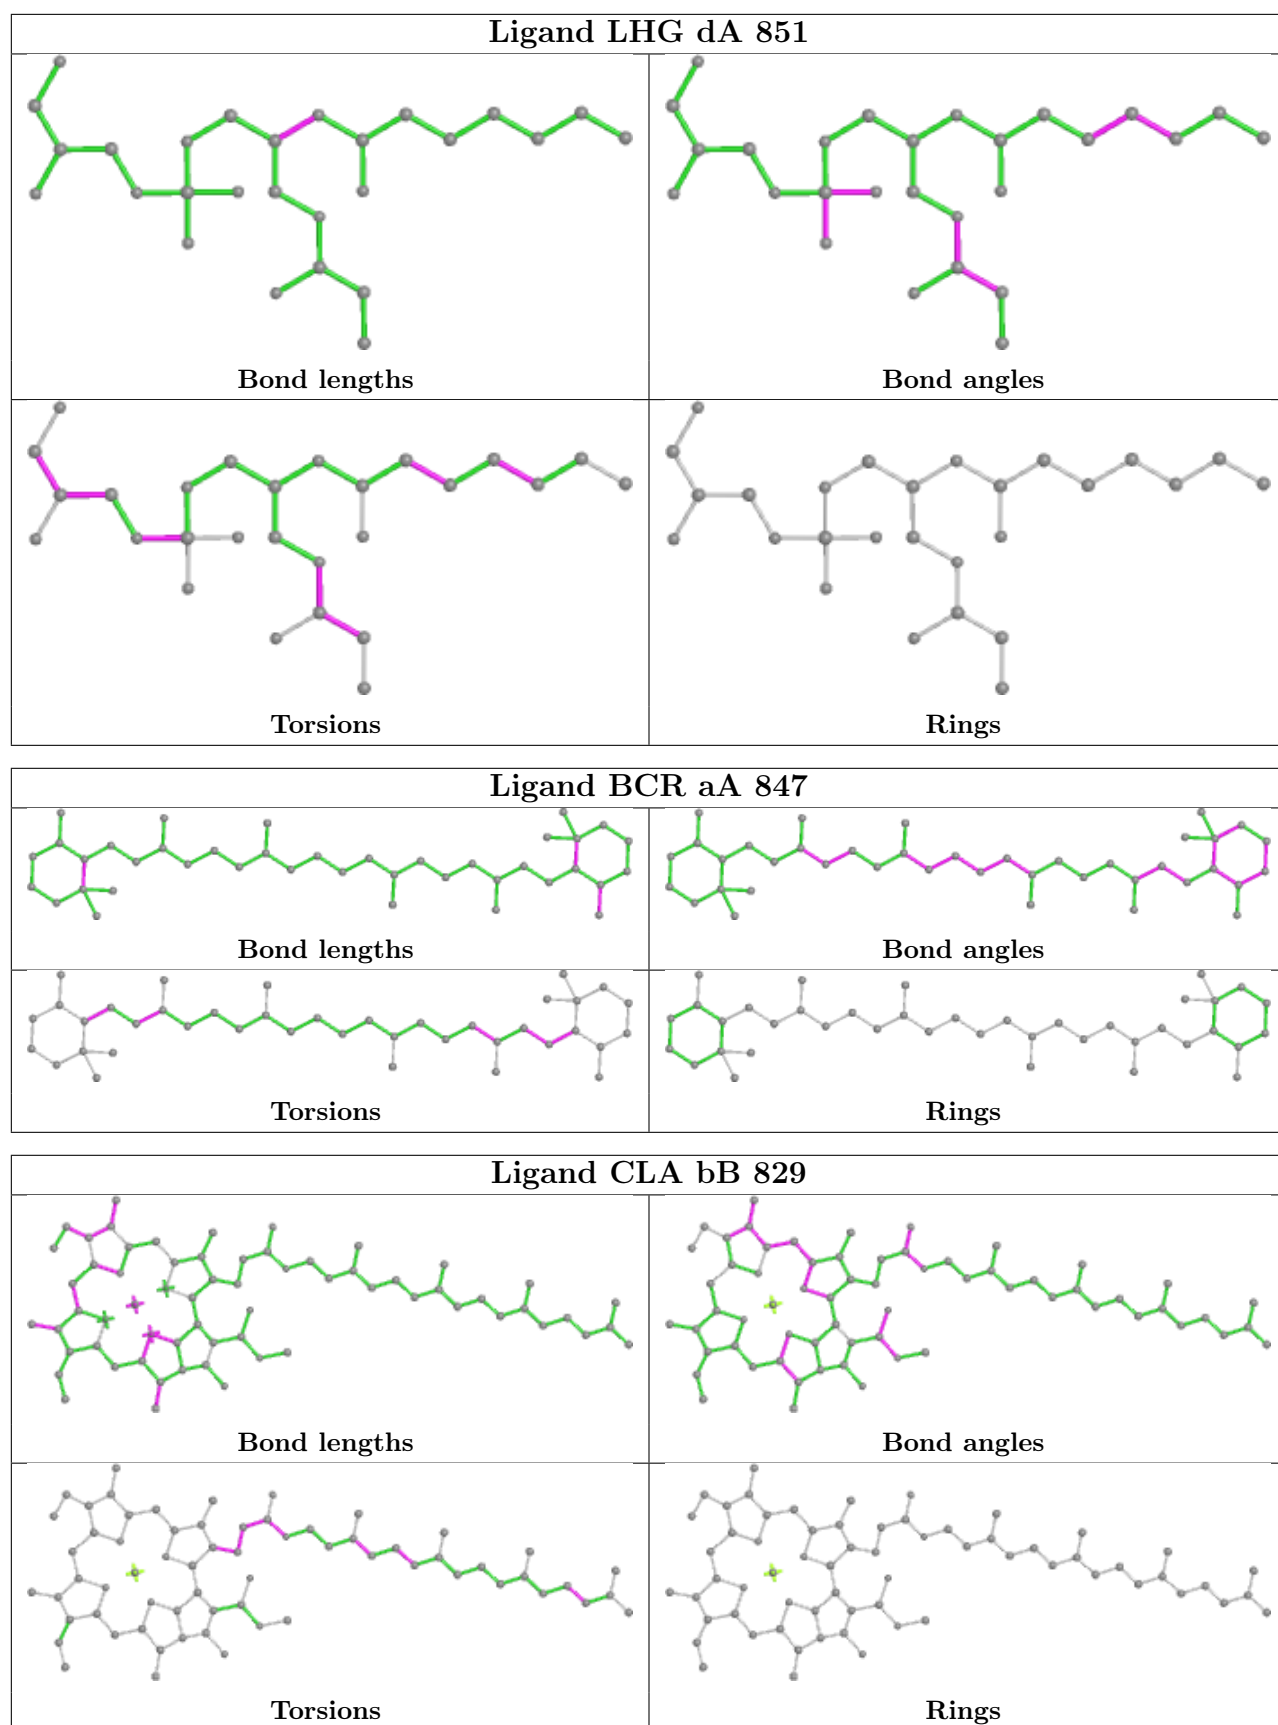 Ligand LHG dA 851
Bond lengths
Bond angles
Torsions
Rings
Ligand BCR aA 847
Bond lengths
Bond angles
Torsions
Rings
Ligand CLA bB 829
Bond lengths
Bond angles
Torsions
Rings